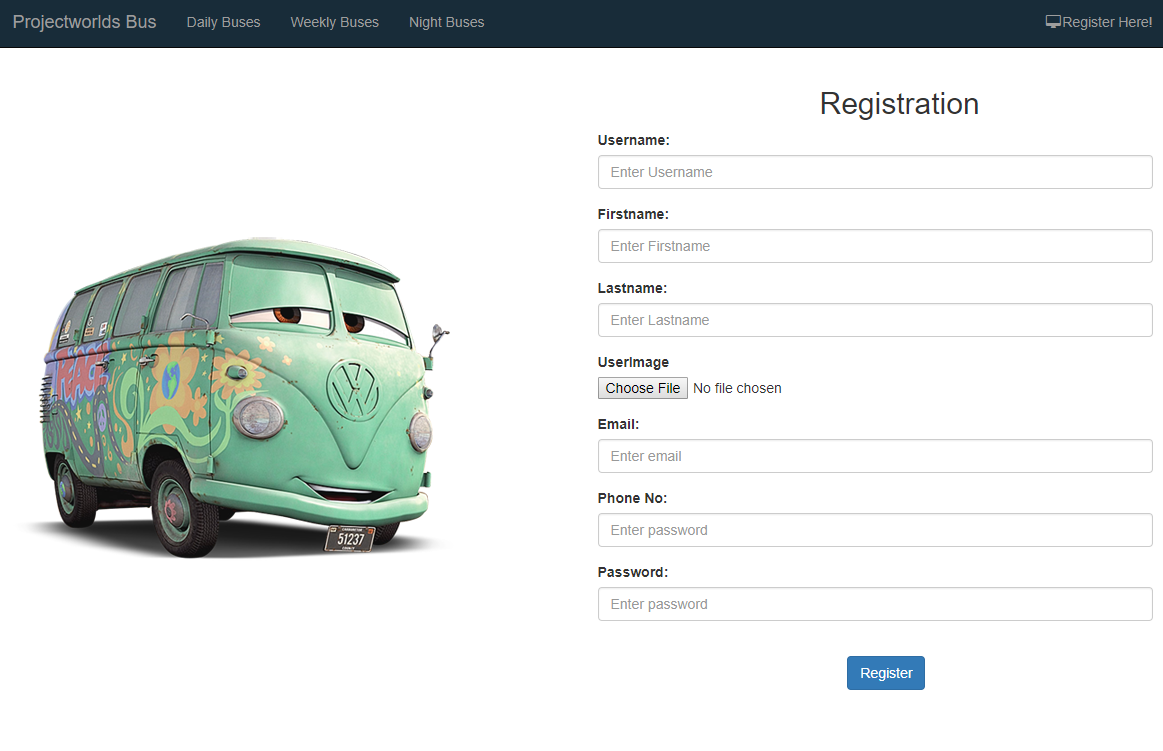 Projectworlds Bus Daily Buses Weekly Buses Night Buses Register Here!
Registration
Username:
Enter Username
Firstname:
Enter Firstname
Lastname:
Enter Lastname
UserImage
Choose File No file chosen
Email:
Enter email
Phone No:
Enter password
Password:
Enter password
Register
PEACE
VW
51237